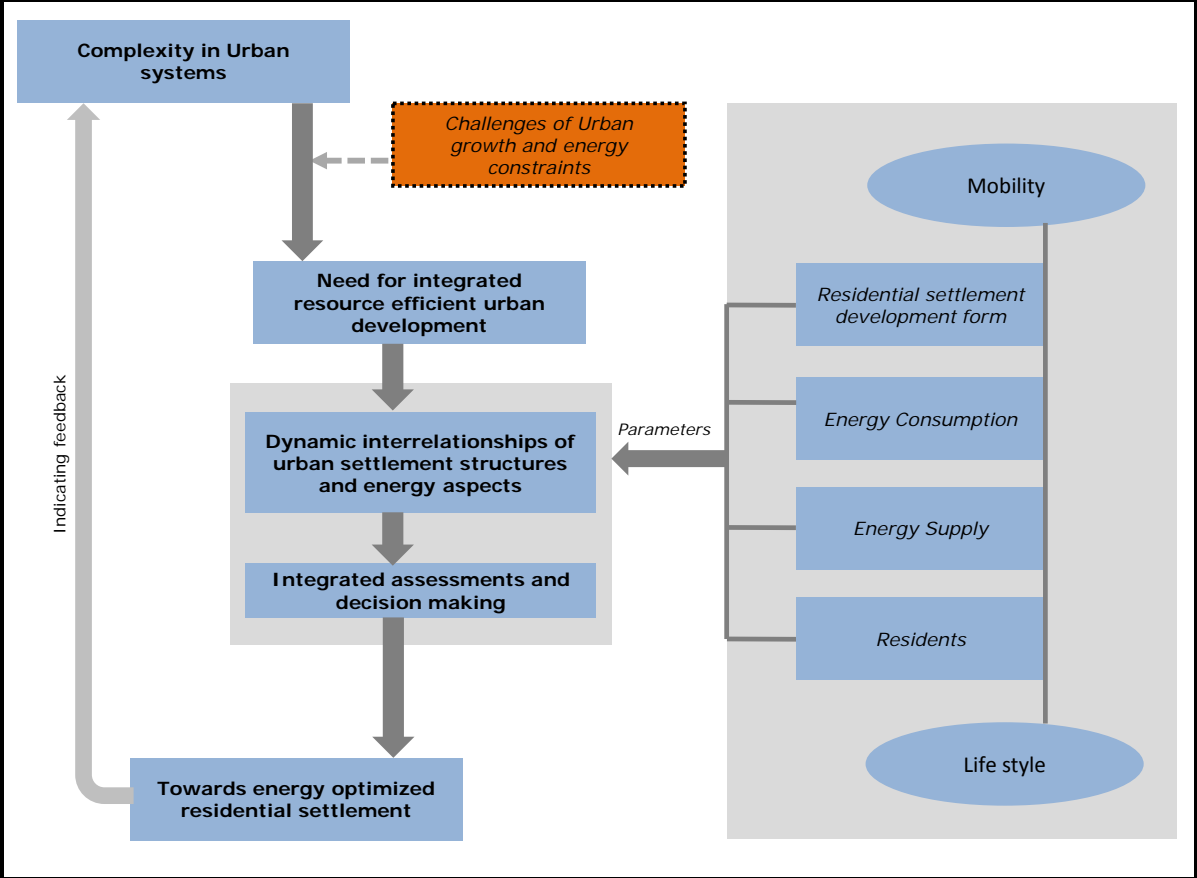 Complexity in Urban
systems
Challenges of Urban
growth and energy
constraints
Mobility
Need for integrated
resource efficient urban
development
Residential settlement
development form
Indicating feedback
Dynamic interrelationships of
urban settlement structures
and energy aspects
Parameters
Energy Consumption
Energy Supply
Integrated assessments and
decision making
Residents
Towards energy optimized
residential settlement
Life style